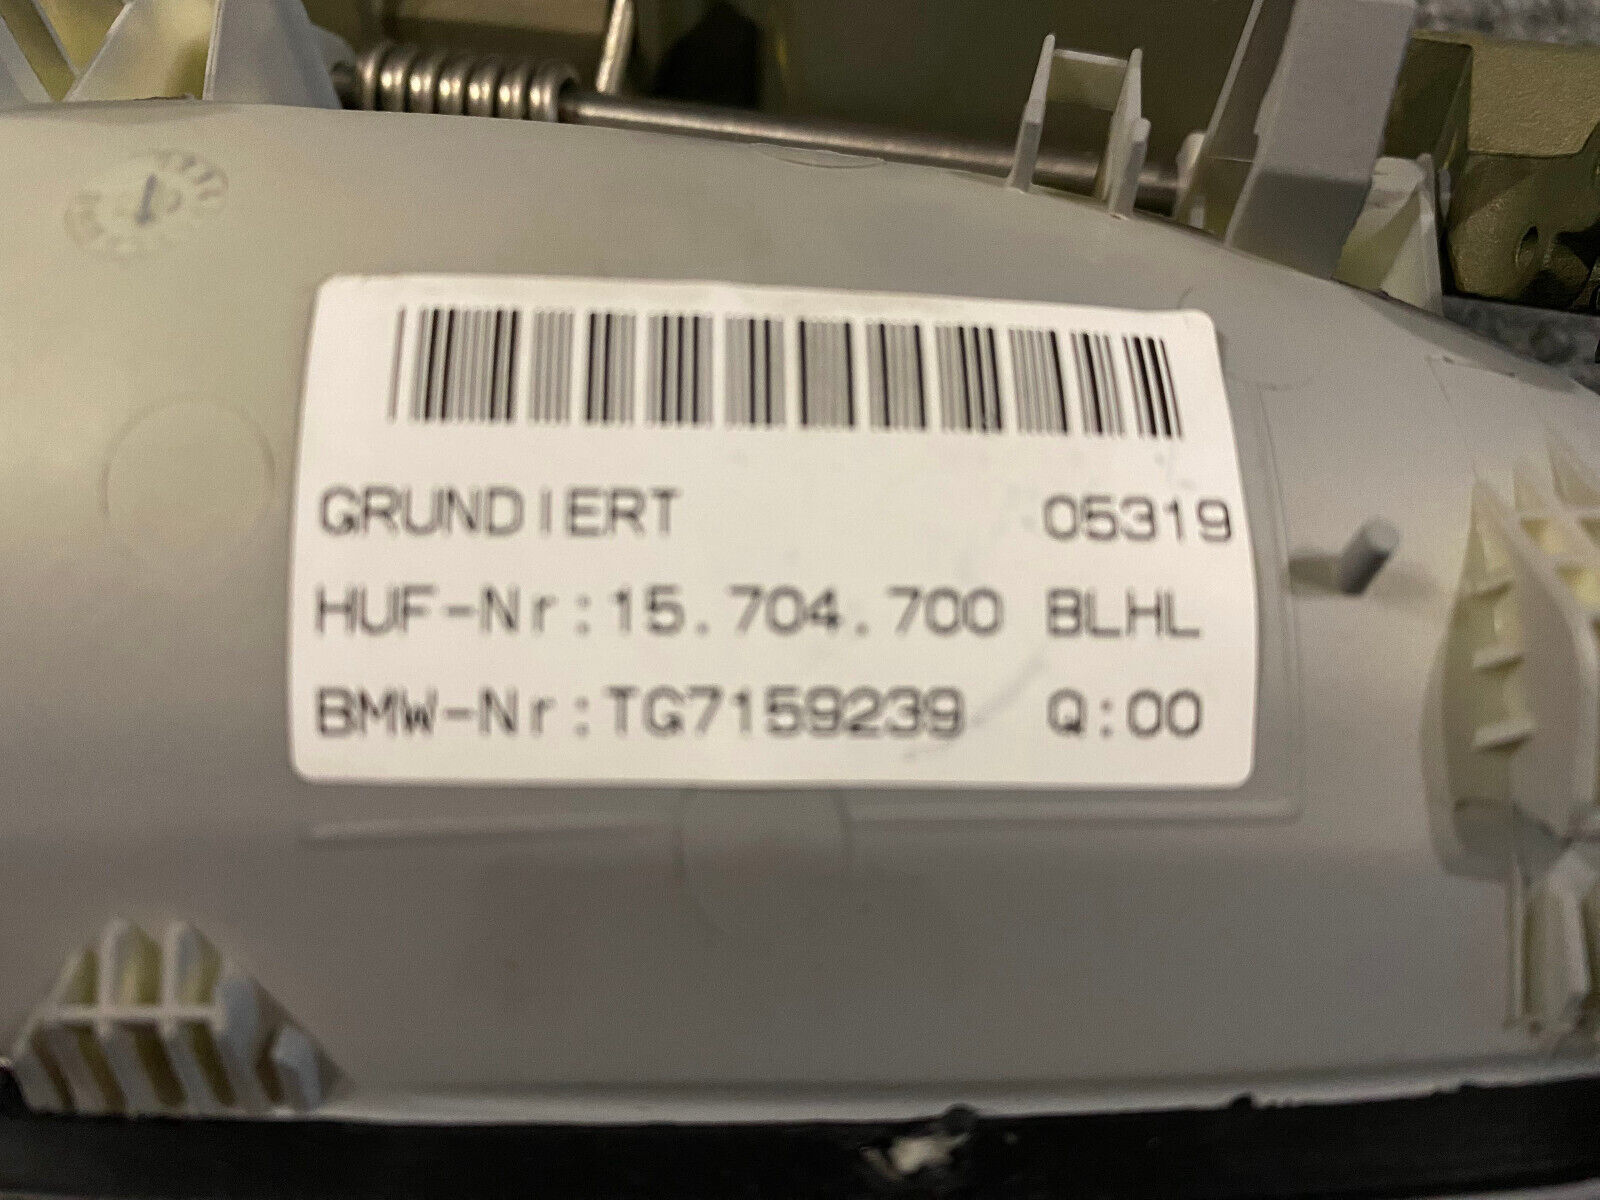 GRUNDIERT 05319
HUF-Nr:15.704.700 BLHL
BMW-Nr:TG7159239 Q:00